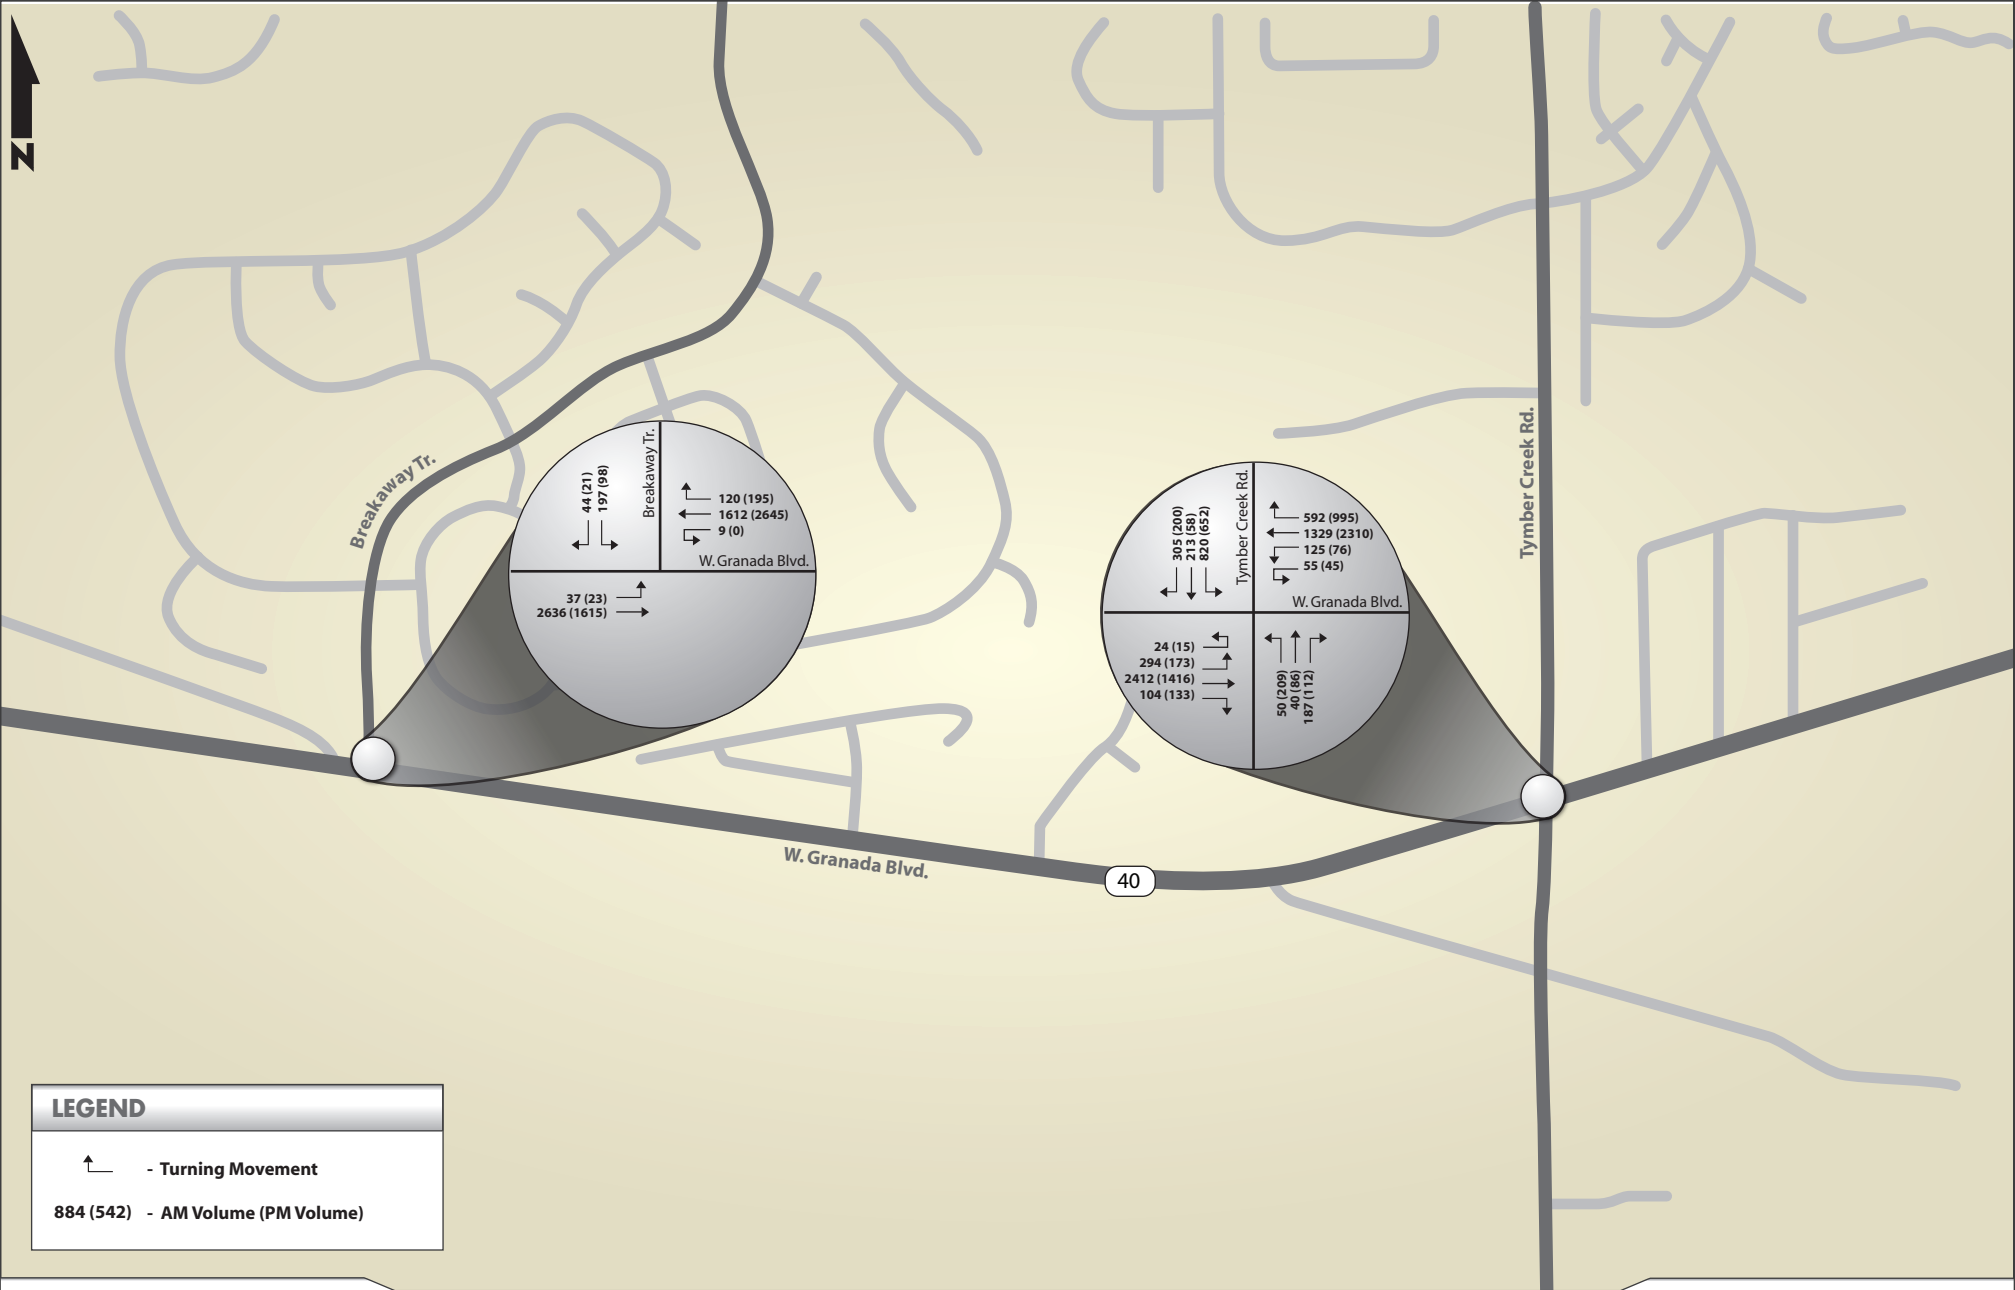 N
Breakaway Tr.
44 (21)
197 (98)
Breakaway Tr.
120 (195)
1612 (2645)
9 (0)
W. Granada Blvd.
37 (23)
2636 (1615)
305 (200)
213 (58)
820 (652)
Tymber Creek Rd.
592 (995)
1329 (2310)
125 (76)
55 (45)
W. Granada Blvd.
24 (15)
294 (173)
2412 (1416)
104 (133)
50 (209)
40 (86)
187 (112)
Tymber Creek Rd.
W. Granada Blvd.
40
LEGEND
- Turning Movement
884 (542) - AM Volume (PM Volume)